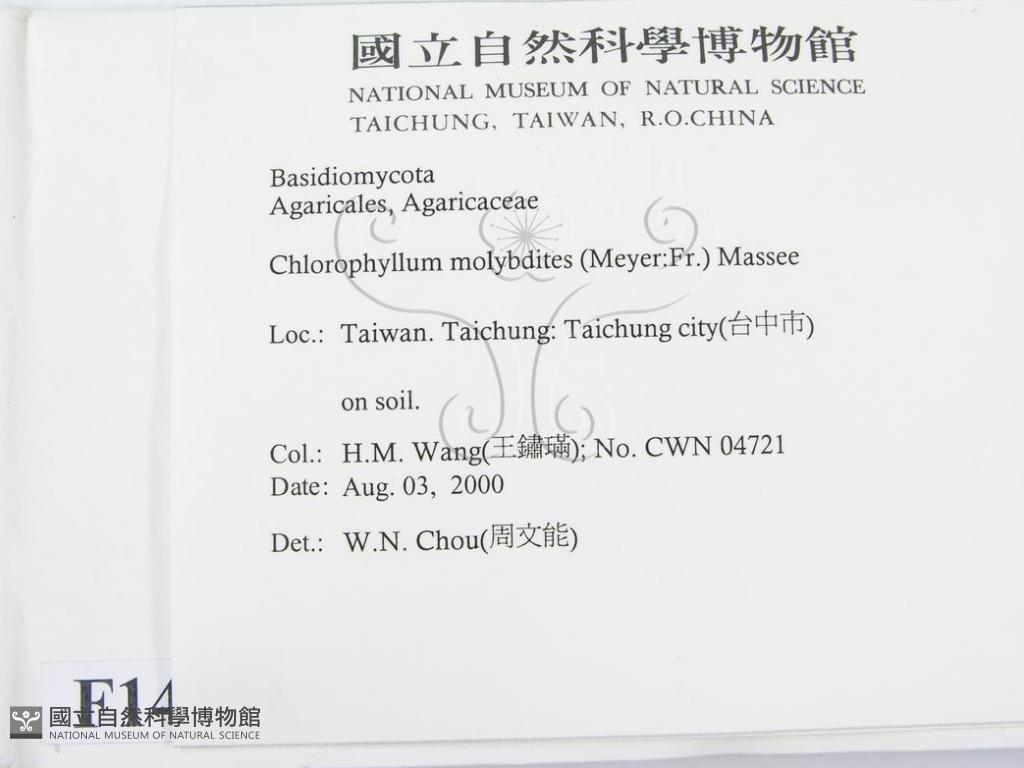 國立自然科學博物館
NATIONAL MUSEUM OF NATURAL SCIENCE
TAICHUNG, TAIWAN, R.O.CHINA
Basidiomycota
Agaricales, Agaricaceae
Chlorophyllum molybdites (Meyer:Fr.) Massee
Loc.: Taiwan. Taichung: Taichung city(台中市)
on soil.
Col.: H.M. Wang(王鏽璊); No. CWN 04721
Date: Aug. 03, 2000
Det.: W.N. Chou(周文能)
F14
國立自然科學博物館
NATIONAL MUSEUM OF NATURAL SCIENCE